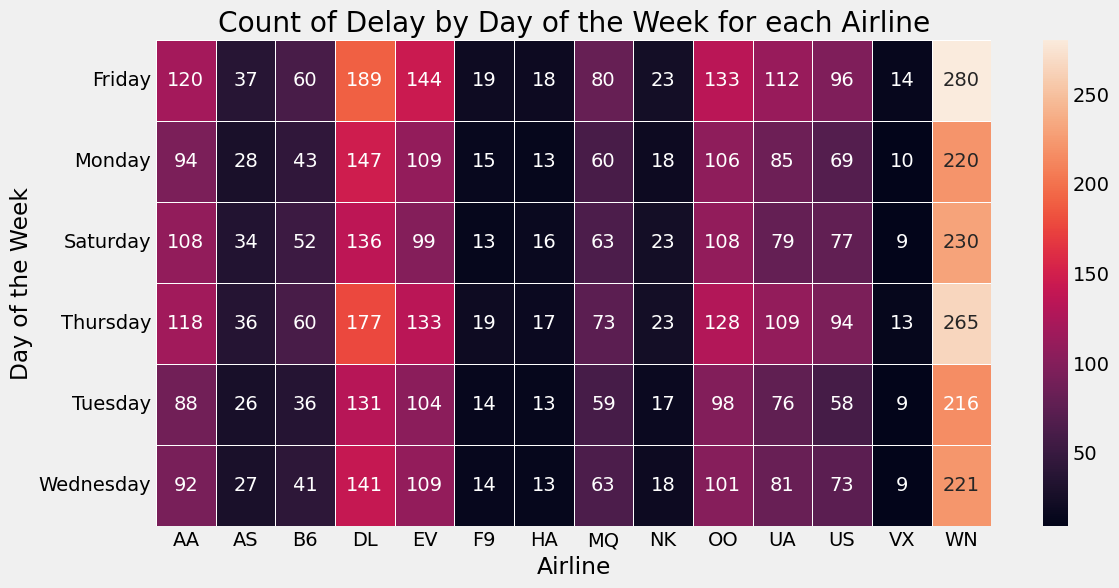 Count of Delay by Day of the Week for each Airline
Day of the Week
Friday 120 37 60 189 144 19 18 80 23 133 112 96 14 280
Monday 94 28 43 147 109 15 13 60 18 106 85 69 10 220
Saturday 108 34 52 136 99 13 16 63 23 108 79 77 9 230
Thursday 118 36 60 177 133 19 17 73 23 128 109 94 13 265
Tuesday 88 26 36 131 104 14 13 59 17 98 76 58 9 216
Wednesday 92 27 41 141 109 14 13 63 18 101 81 73 9 221
AA AS B6 DL EV F9 HA MQ NK OO UA US VX WN
Airline
250
200
150
100
50